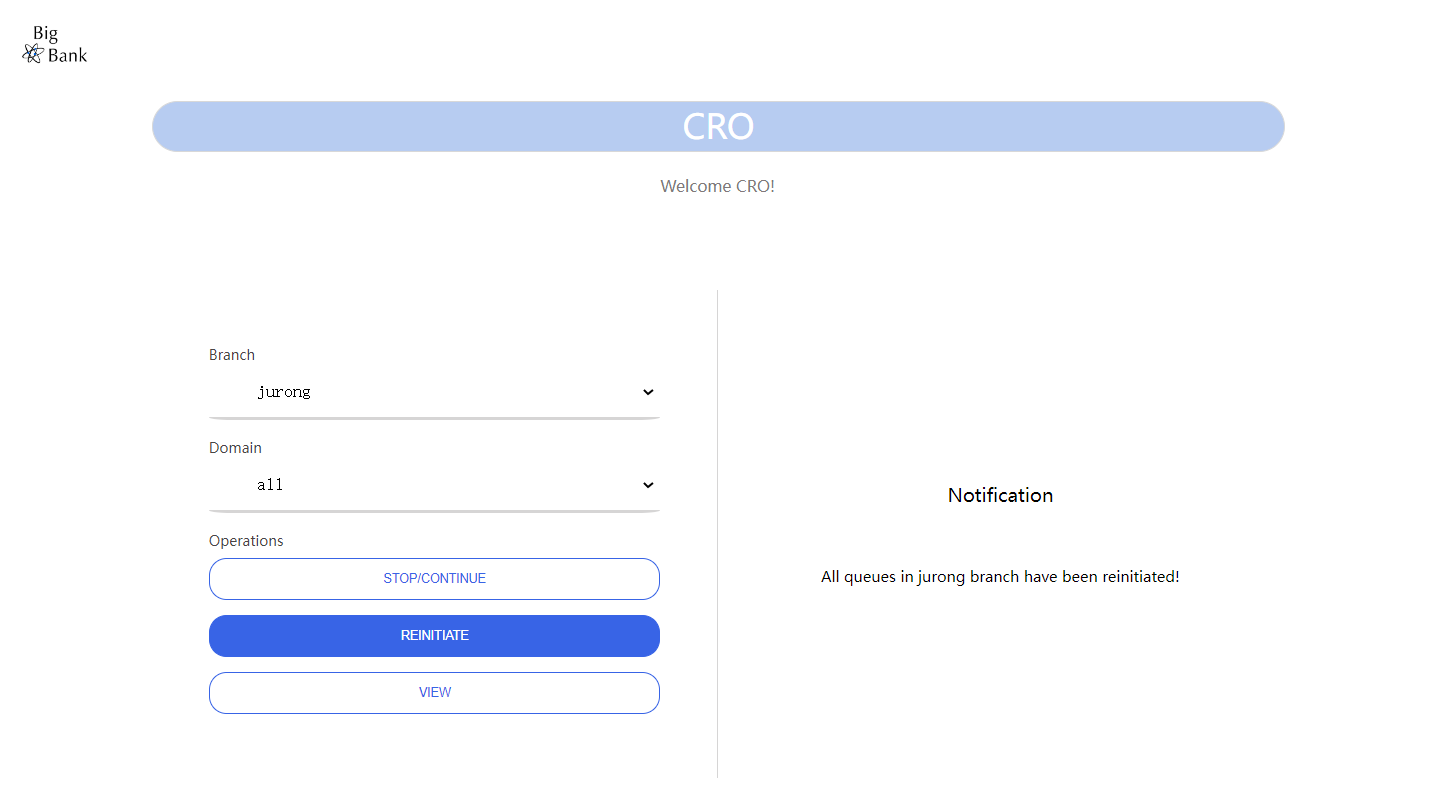 Big
Bank
CRO
Welcome CRO!
Branch
jurong
Domain
all
Operations
STOP/CONTINUE
REINITIATE
VIEW
Notification
All queues in jurong branch have been reinitiated!